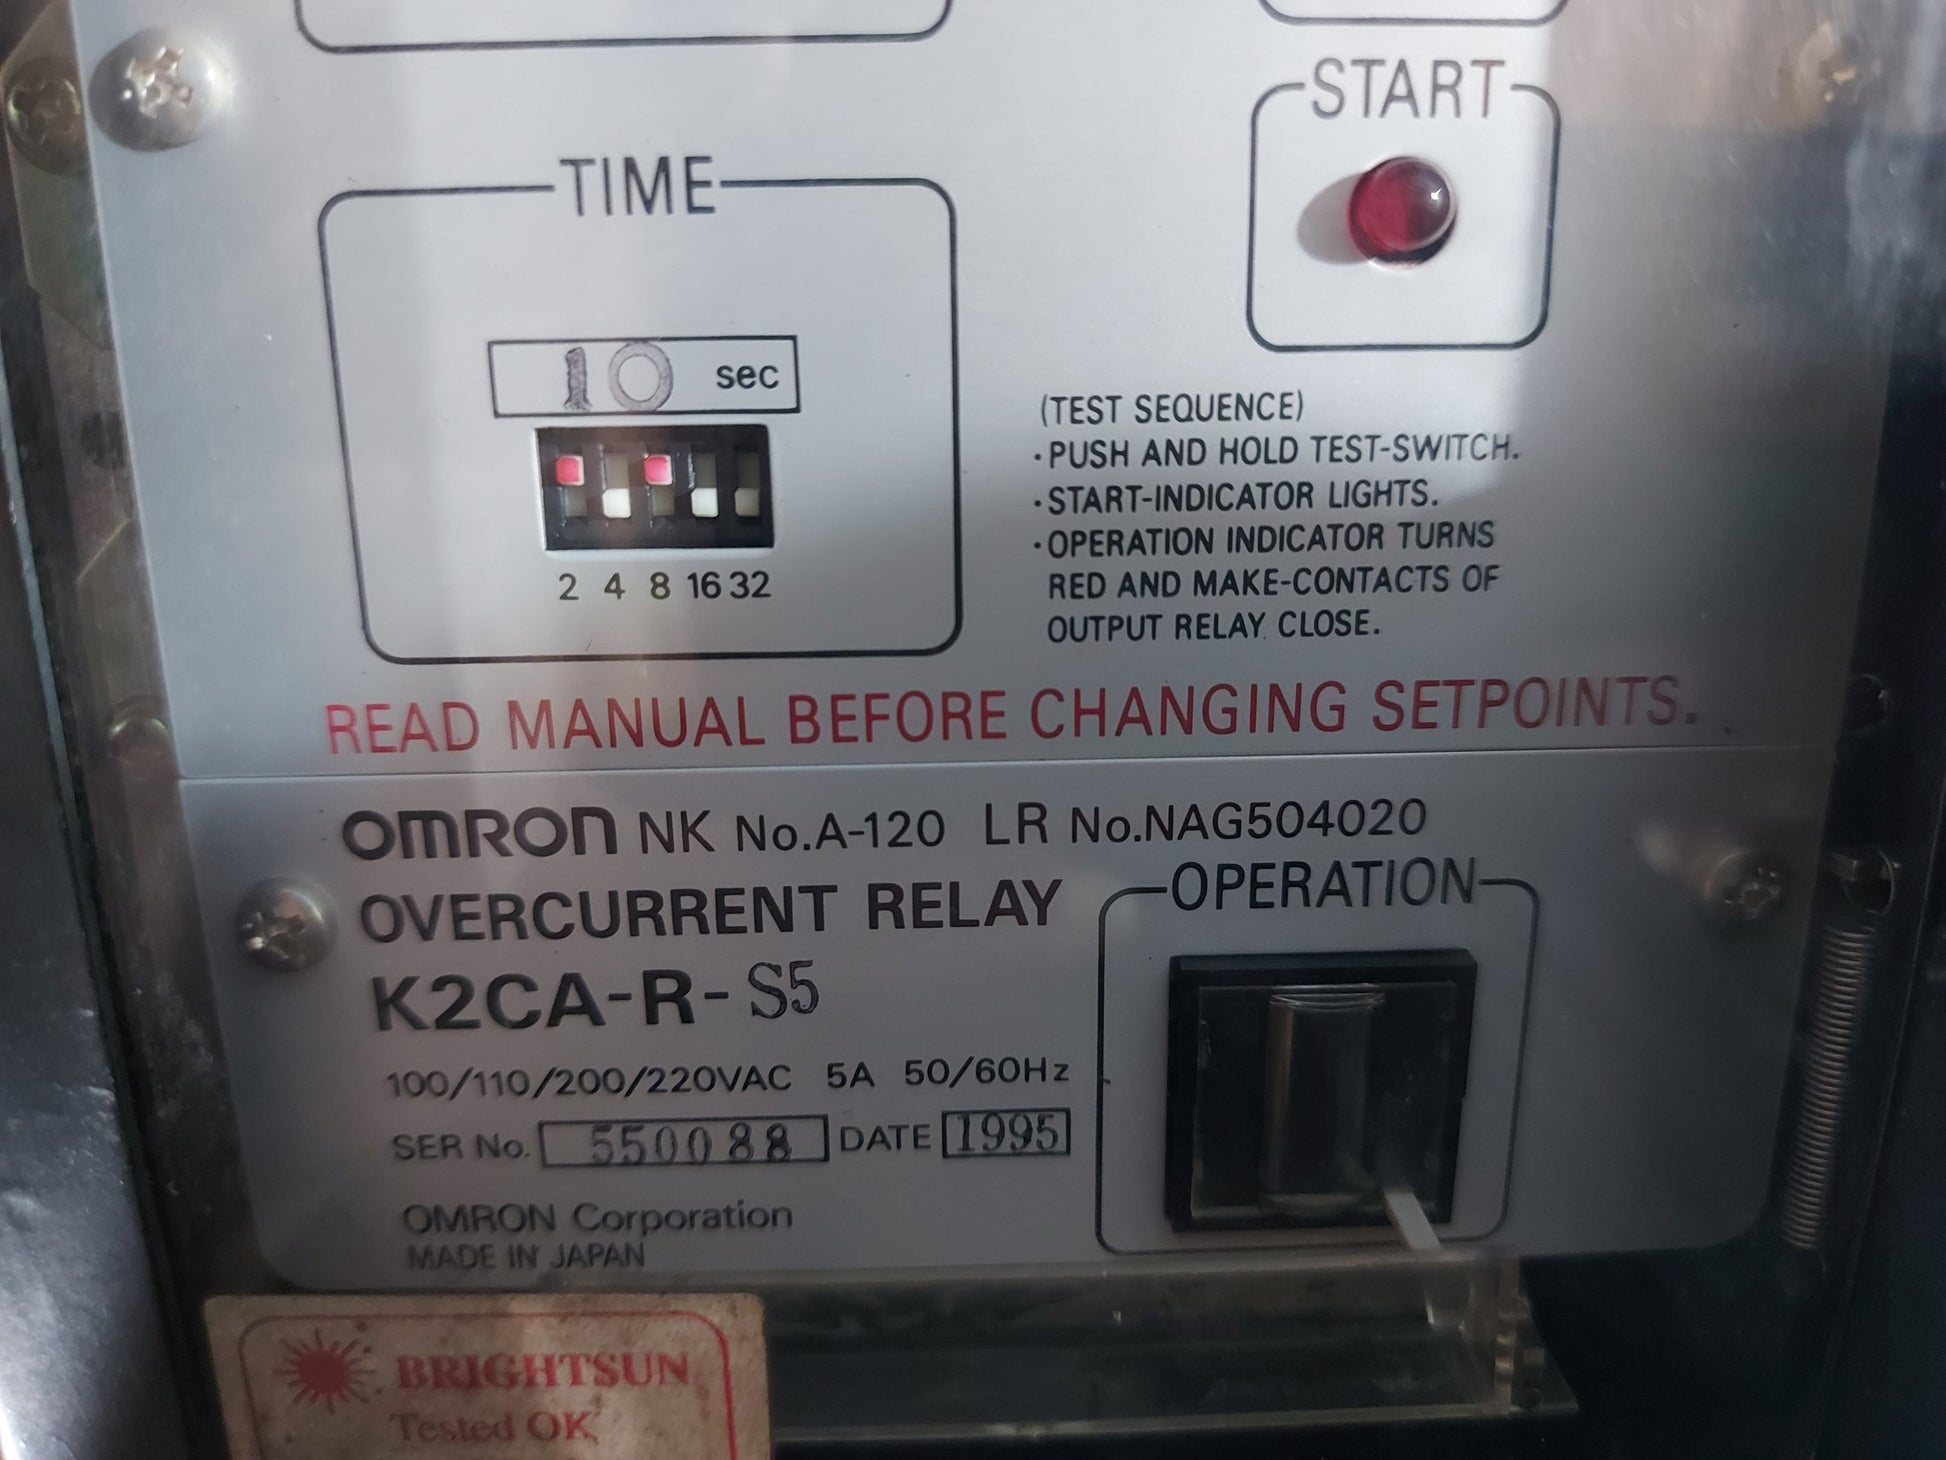 START
TIME
10 sec
2 4 8 16 32
(TEST SEQUENCE)
·PUSH AND HOLD TEST-SWITCH.
·START-INDICATOR LIGHTS.
·OPERATION INDICATOR TURNS
RED AND MAKE-CONTACTS OF
OUTPUT RELAY CLOSE.
READ MANUAL BEFORE CHANGING SETPOINTS.
OMRON NK No.A-120 LR No.NAG504020
OVERCURRENT RELAY
OPERATION
K2CA-R-S5
100/110/200/220VAC 5A 50/60Hz
SER No. 550088 DATE 1995
OMRON Corporation
MADE IN JAPAN
BRIGHTSUN
Tested OK